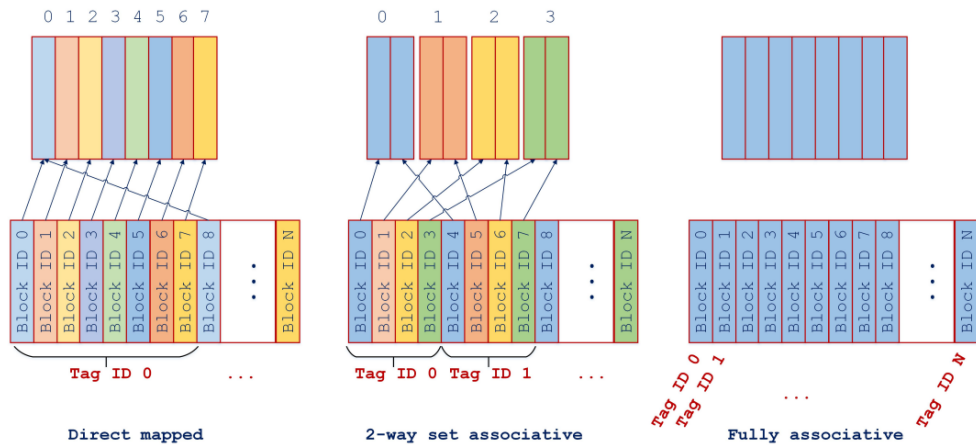 0 1 2 3 4 5 6 7
Block ID 0
Block ID 1
Block ID 2
Block ID 3
Block ID 4
Block ID 5
Block ID 6
Block ID 7
Block ID 8
...
Block ID N
Tag ID 0
...
Direct mapped
0 1 2 3
Block ID 0
Block ID 1
Block ID 2
Block ID 3
Block ID 4
Block ID 5
Block ID 6
Block ID 7
Block ID 8
...
Block ID N
Tag ID 0
Tag ID 1
...
2-way set associative
Block ID 0
Block ID 1
Block ID 2
Block ID 3
Block ID 4
Block ID 5
Block ID 6
Block ID 7
Block ID 8
...
Block ID N
Tag ID 0
Tag ID 1
...
Tag ID N
Fully associative